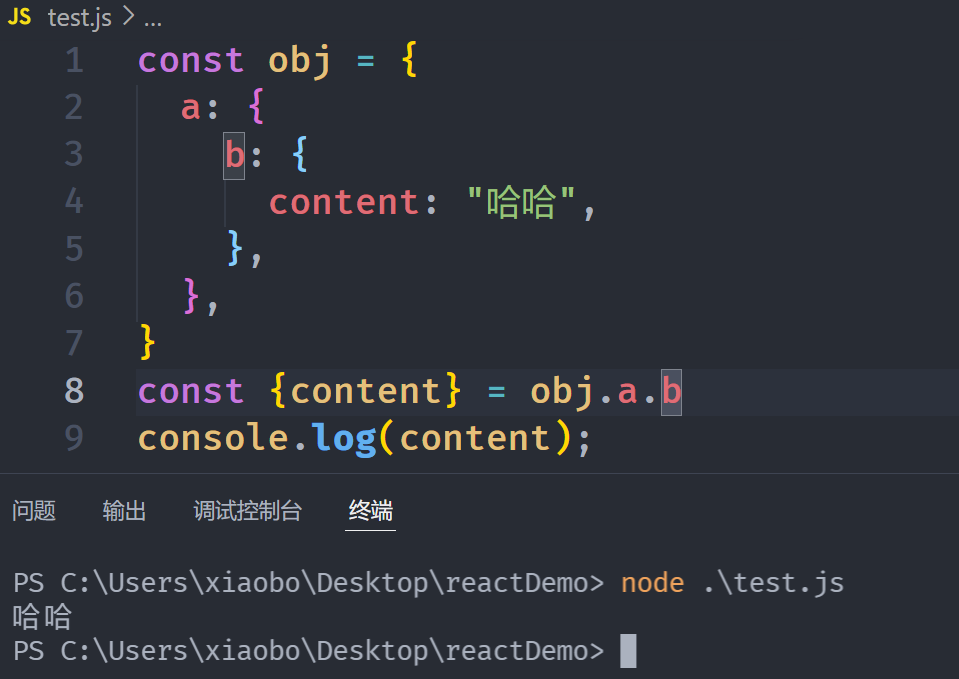 JS test.js > ...
1 const obj = {
2   a: {
3     b: {
4       content: "哈哈",
5     },
6   },
7 }
8 const {content} = obj.a.b
9 console.log(content);
问题 输出 调试控制台 终端
PS C:\Users\xiaobo\Desktop\reactDemo> node .\test.js
哈哈
PS C:\Users\xiaobo\Desktop\reactDemo>